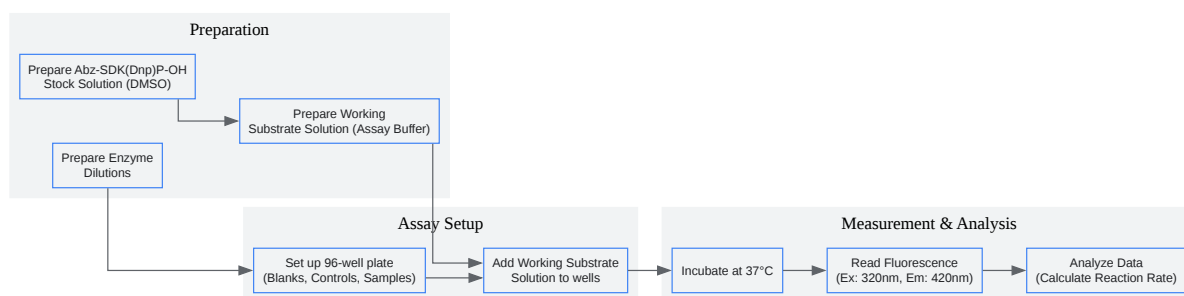 Preparation
Prepare Abz-SDK(Dnp)P-OH
Stock Solution (DMSO)
Prepare Working
Substrate Solution (Assay Buffer)
Prepare Enzyme
Dilutions
Assay Setup
Set up 96-well plate
(Blanks, Controls, Samples)
Add Working Substrate
Solution to wells
Measurement & Analysis
Incubate at 37°C
Read Fluorescence
(Ex: 320nm, Em: 420nm)
Analyze Data
(Calculate Reaction Rate)